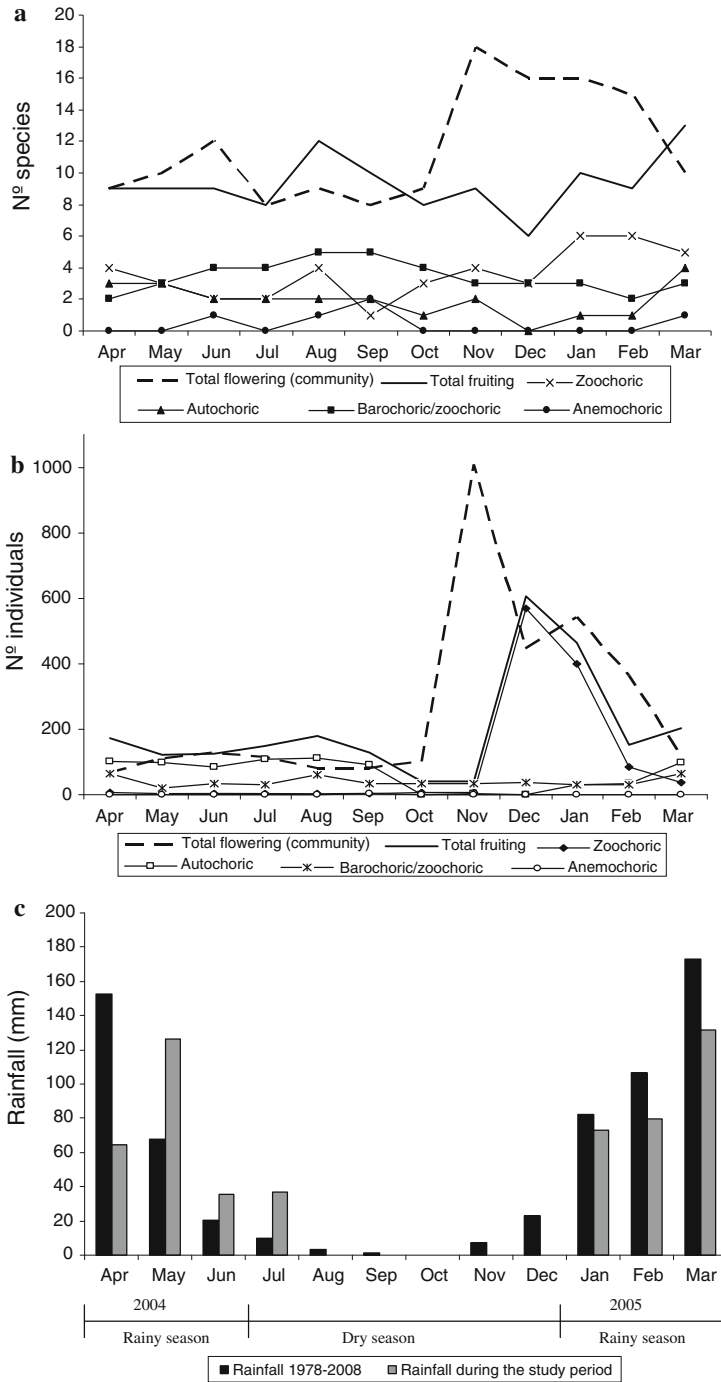 a
Nº species
20
18
16
14
12
10
8
6
4
2
0
Apr May Jun Jul Aug Sep Oct Nov Dec Jan Feb Mar
Total flowering (community) Total fruiting Zoochoric
Autochoric Barochoric/zoochoric Anemochoric
b
Nº individuals
1000
800
600
400
200
0
Apr May Jun Jul Aug Sep Oct Nov Dec Jan Feb Mar
Total flowering (community) Total fruiting Zoochoric
Autochoric Barochoric/zoochoric Anemochoric
c
Rainfall (mm)
200
180
160
140
120
100
80
60
40
20
0
Apr May Jun Jul Aug Sep Oct Nov Dec Jan Feb Mar
2004 2005
Rainy season Dry season Rainy season
Rainfall 1978-2008 Rainfall during the study period